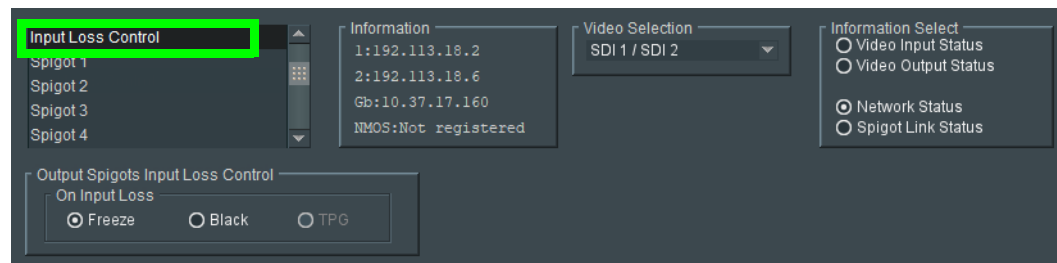 Input Loss Control
Spigot 1
Spigot 2
Spigot 3
Spigot 4
Information
1:192.113.18.2
2:192.113.18.6
Gb:10.37.17.160
NMOS:Not registered
Video Selection
SDI 1 / SDI 2
Information Select
Video Input Status
Video Output Status
Network Status
Spigot Link Status
Output Spigots Input Loss Control
On Input Loss
Freeze Black TPG